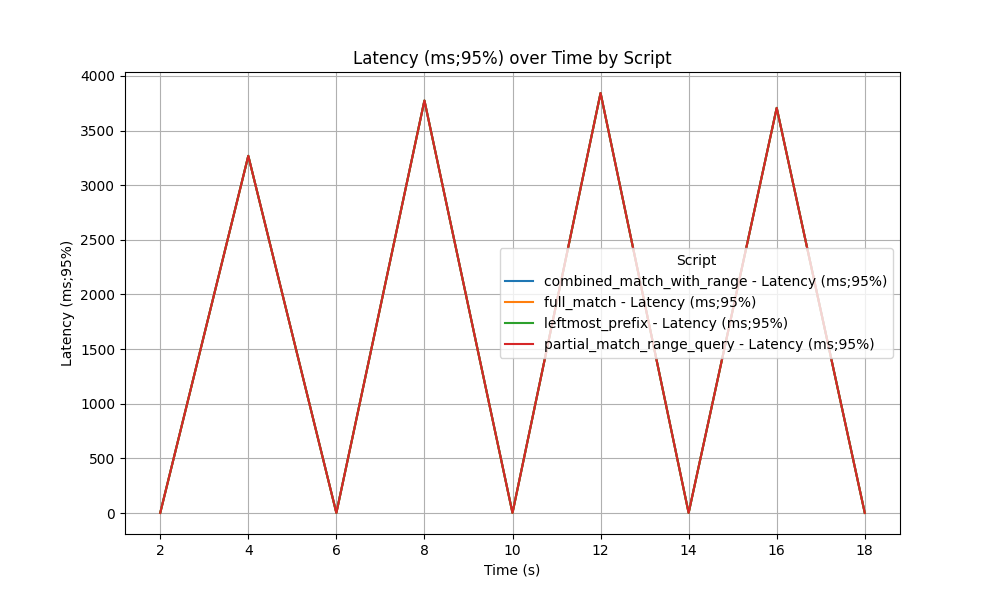 Latency (ms;95%) over Time by Script
4000
3500
3000
2500
2000
1500
1000
500
0
Latency (ms;95%)
Script
combined_match_with_range - Latency (ms;95%)
full_match - Latency (ms;95%)
leftmost_prefix - Latency (ms;95%)
partial_match_range_query - Latency (ms;95%)
2 4 6 8 10 12 14 16 18
Time (s)